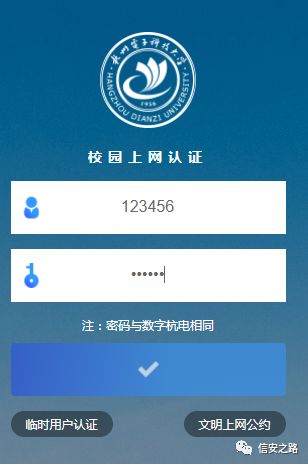 杭州电子科技大学
HANGZHOU DIANZI UNIVERSITY
1956
校园上网认证
123456
••••••
注：密码与数字杭电相同
临时用户认证
文明上网公约
信安之路